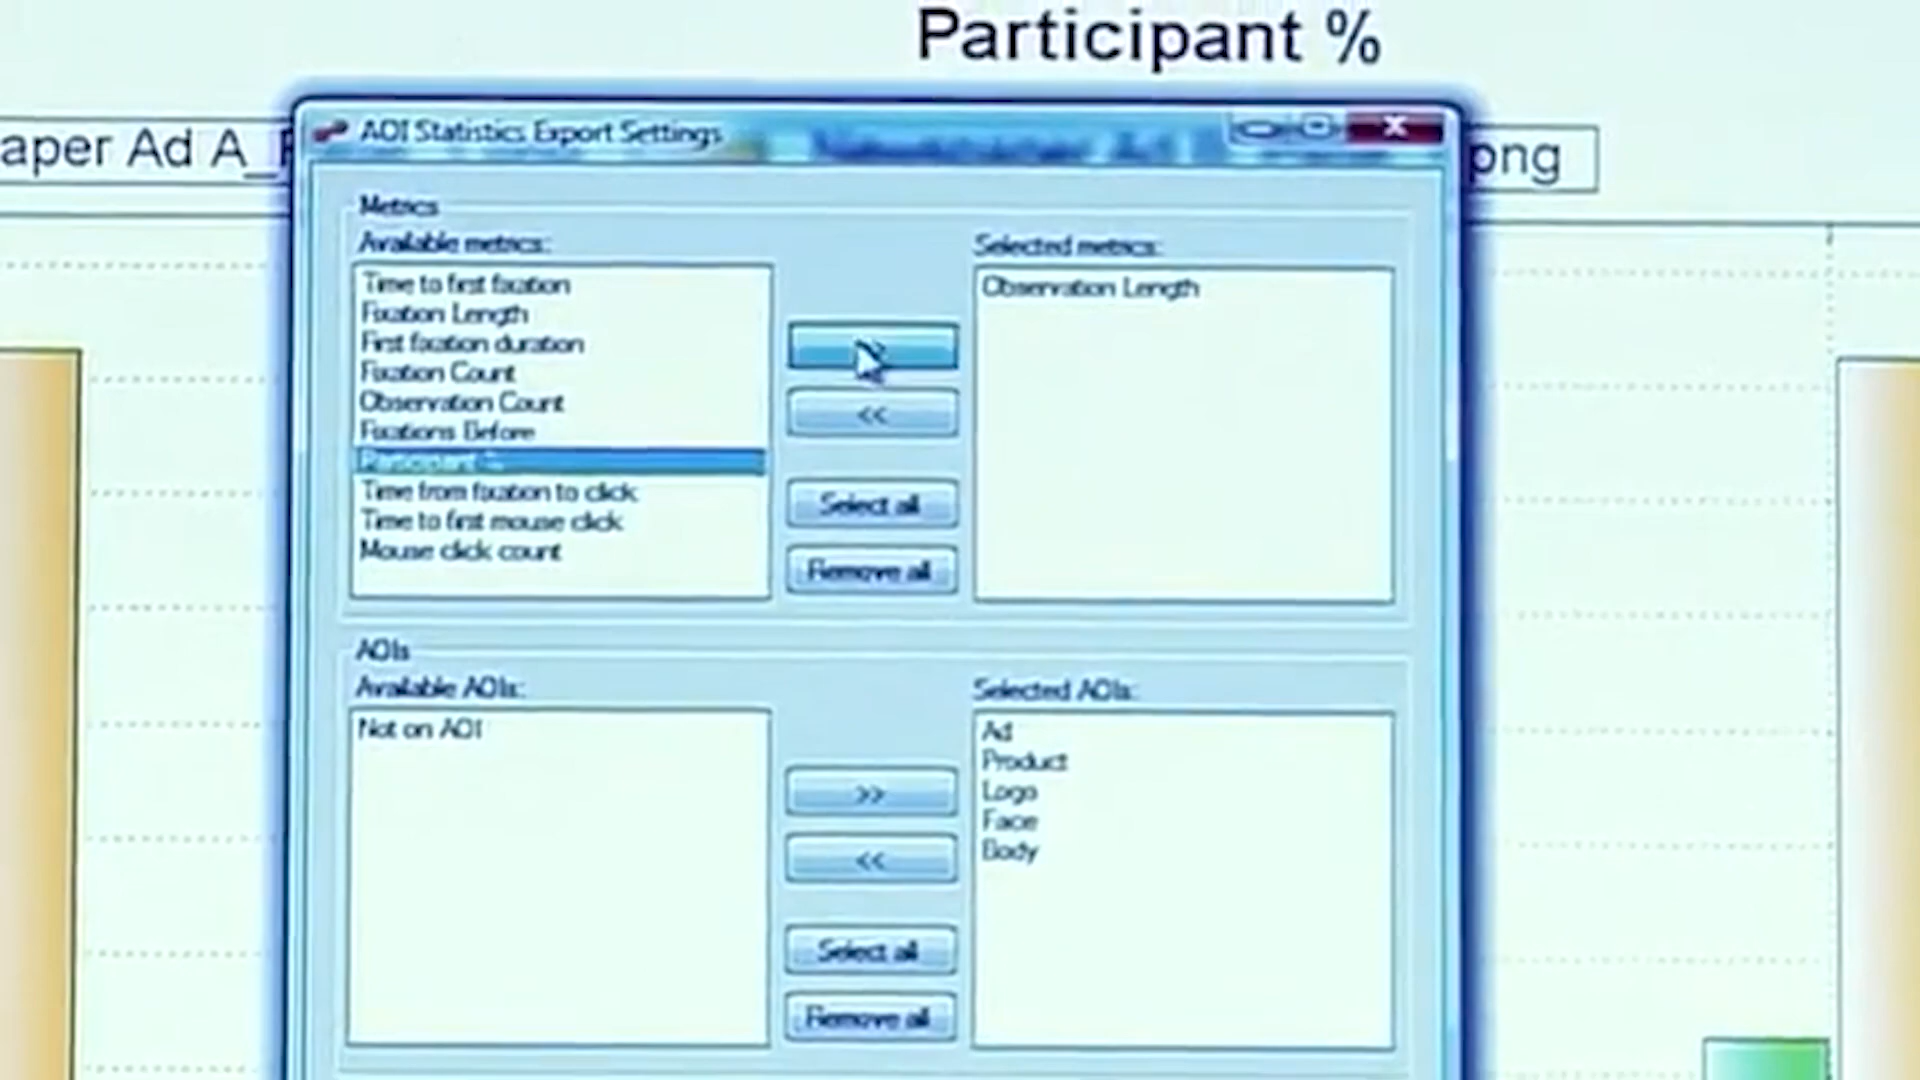 Participant %
aper Ad A_
png
AOI Statistics Export Settings
Metrics
Available metrics:
Selected metrics:
Time to first fixation
Fixation Length
First fixation duration
Fixation Count
Observation Count
Fixations Before
Participant %
Time from fixation to click
Time to first mouse click
Mouse click count
Observation Length
>>
<<
Select all
Remove all
AOIs
Available AOIs:
Selected AOIs:
Not on AOI
Ad
Product
Logo
Face
Body
>>
<<
Select all
Remove all